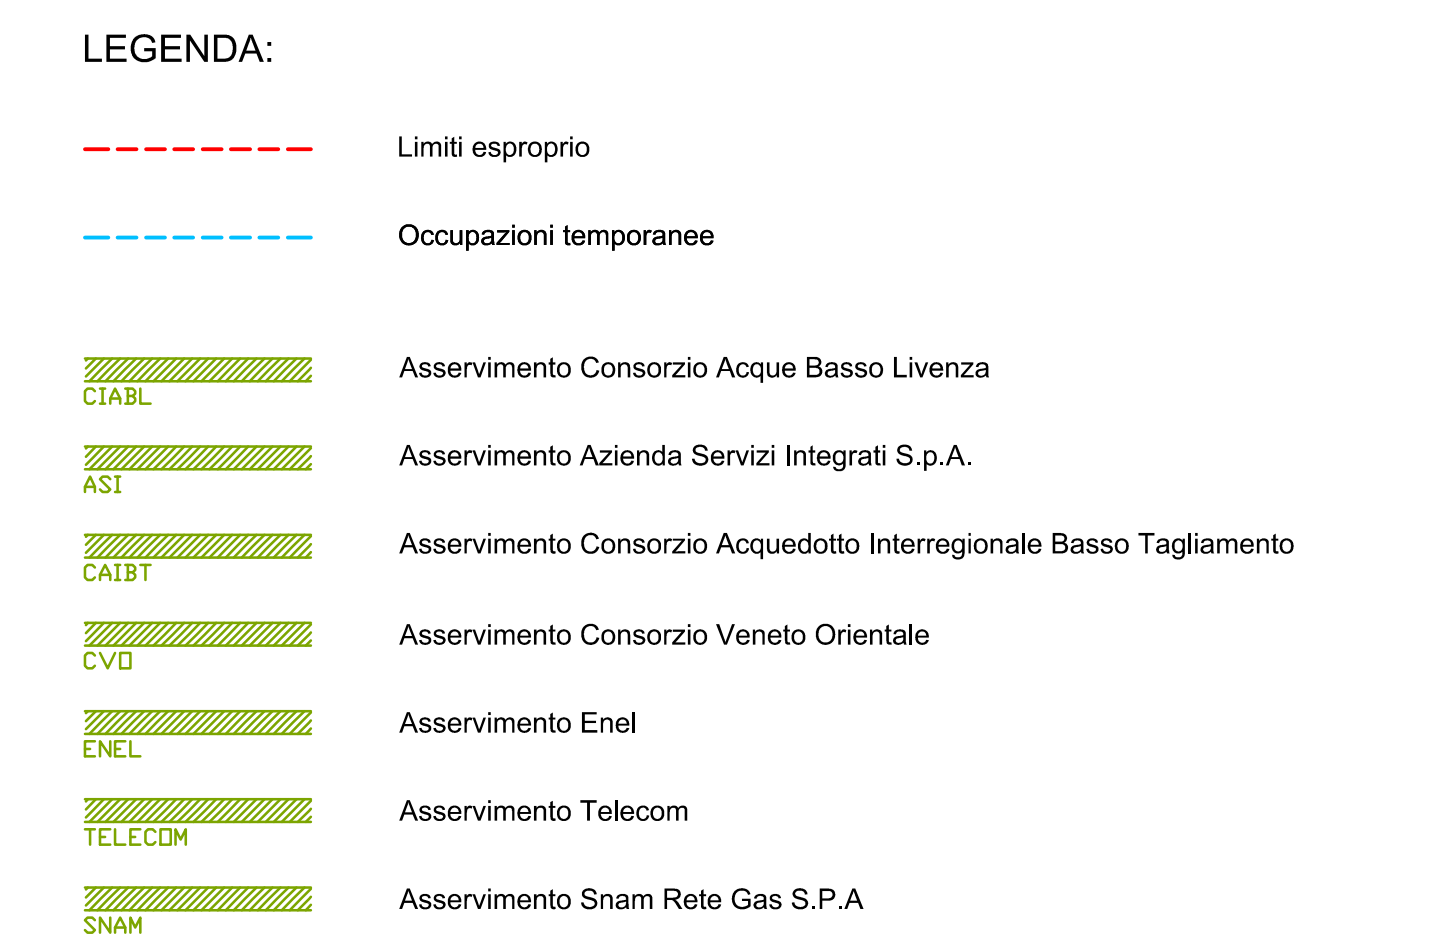 LEGENDA:
Limiti esproprio
Occupazioni temporanee
Asservimento Consorzio Acque Basso Livenza
CIABL
Asservimento Azienda Servizi Integrati S.p.A.
ASI
Asservimento Consorzio Acquedotto Interregionale Basso Tagliamento
CAIBT
Asservimento Consorzio Veneto Orientale
CVO
Asservimento Enel
ENEL
Asservimento Telecom
TELECOM
Asservimento Snam Rete Gas S.P.A
SNAM